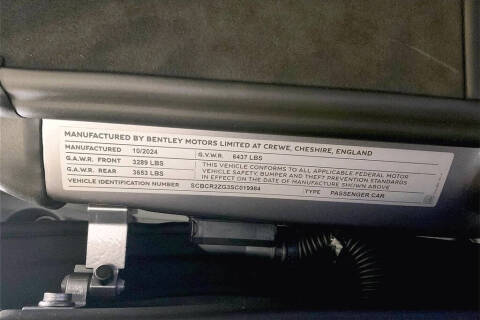 MANUFACTURED BY BENTLEY MOTORS LIMITED AT CREWE, CHESHIRE, ENGLAND
MANUFACTURED 10/2024 G.V.W.R. 6437 LBS
G.A.W.R. FRONT 3289 LBS
G.A.W.R. REAR 3653 LBS
THIS VEHICLE CONFORMS TO ALL APPLICABLE FEDERAL MOTOR
VEHICLE SAFETY, BUMPER AND THEFT PREVENTION STANDARDS
IN EFFECT ON THE DATE OF MANUFACTURE SHOWN ABOVE
VEHICLE IDENTIFICATION NUMBER SCBCR2ZG3SC019984 TYPE PASSENGER CAR